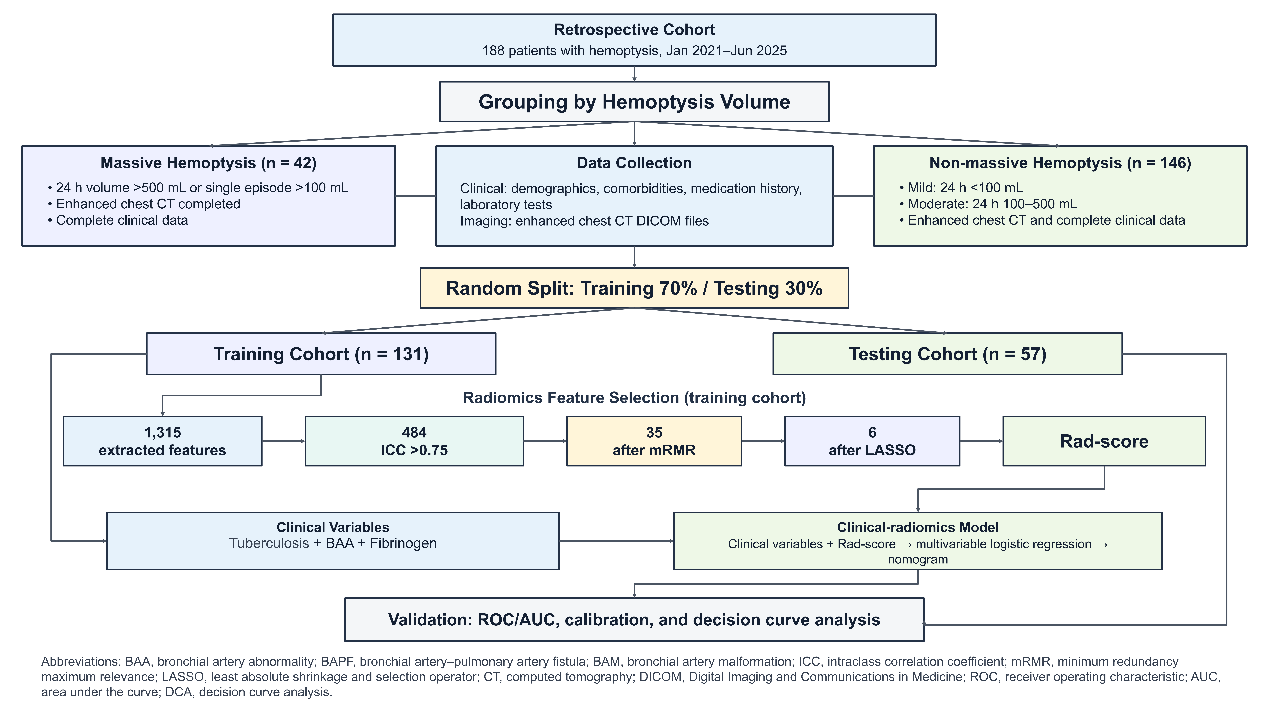 Retrospective Cohort
188 patients with hemoptysis, Jan 2021–Jun 2025
Grouping by Hemoptysis Volume
Massive Hemoptysis (n = 42)
• 24 h volume >500 mL or single episode >100 mL
• Enhanced chest CT completed
• Complete clinical data
Data Collection
Clinical: demographics, comorbidities, medication history,
laboratory tests
Imaging: enhanced chest CT DICOM files
Non-massive Hemoptysis (n = 146)
• Mild: 24 h <100 mL
• Moderate: 24 h 100–500 mL
• Enhanced chest CT and complete clinical data
Random Split: Training 70% / Testing 30%
Training Cohort (n = 131)
Testing Cohort (n = 57)
Radiomics Feature Selection (training cohort)
1,315
extracted features
484
ICC >0.75
35
after mRMR
6
after LASSO
Rad-score
Clinical Variables
Tuberculosis + BAA + Fibrinogen
Clinical-radiomics Model
Clinical variables + Rad-score → multivariable logistic regression →
nomogram
Validation: ROC/AUC, calibration, and decision curve analysis
Abbreviations: BAA, bronchial artery abnormality; BAPF, bronchial artery–pulmonary artery fistula; BAM, bronchial artery malformation; ICC, intraclass correlation coefficient; mRMR, minimum redundancy
maximum relevance; LASSO, least absolute shrinkage and selection operator; CT, computed tomography; DICOM, Digital Imaging and Communications in Medicine; ROC, receiver operating characteristic; AUC,
area under the curve; DCA, decision curve analysis.